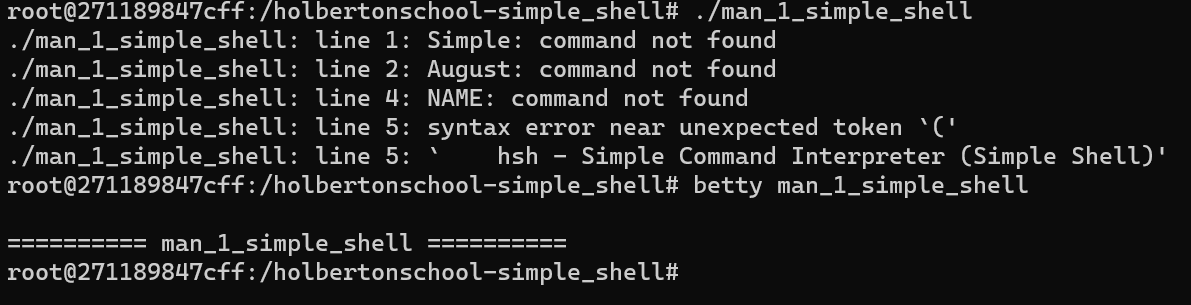 root@271189847cff:/holbertonschool-simple_shell# ./man_1_simple_shell
./man_1_simple_shell: line 1: Simple: command not found
./man_1_simple_shell: line 2: August: command not found
./man_1_simple_shell: line 4: NAME: command not found
./man_1_simple_shell: line 5: syntax error near unexpected token `('
./man_1_simple_shell: line 5: `    hsh - Simple Command Interpreter (Simple Shell)'
root@271189847cff:/holbertonschool-simple_shell# betty man_1_simple_shell
========== man_1_simple_shell ==========
root@271189847cff:/holbertonschool-simple_shell#